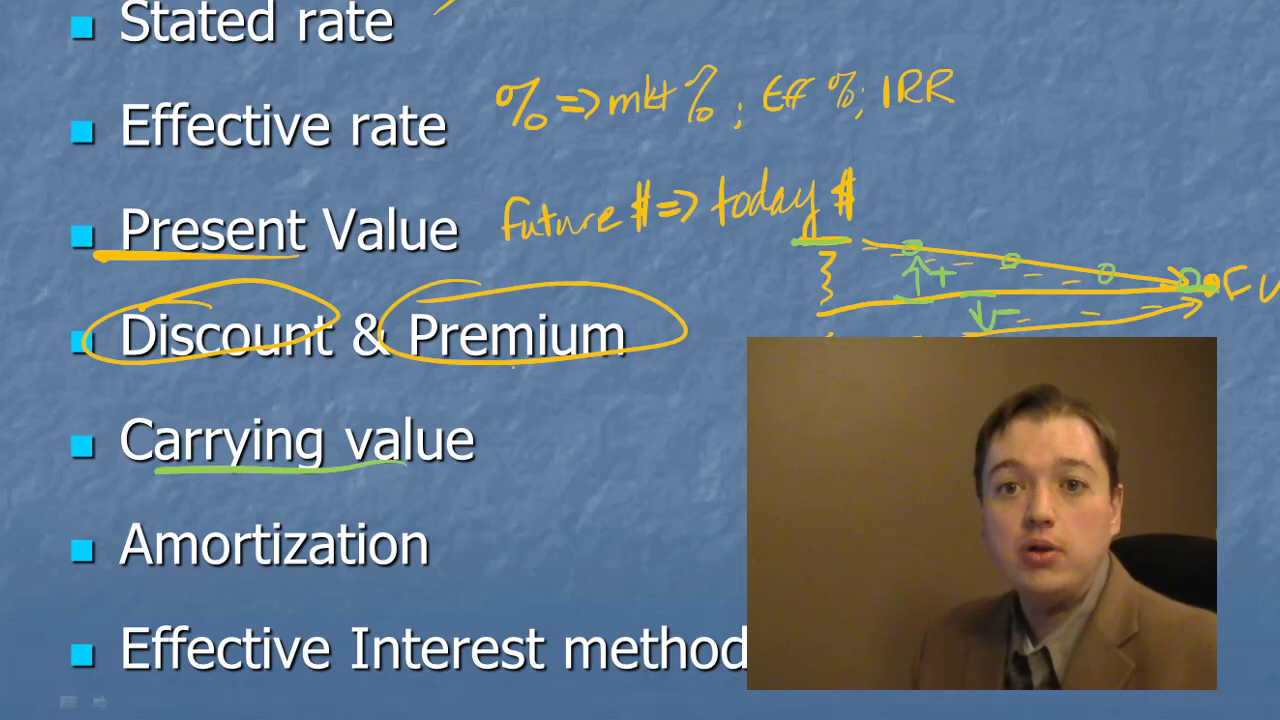 Stated rate
Effective rate
% => mkt %; Eff %; IRR
Present Value
future $ => today $
+
FV
-
Discount & Premium
Carrying value
Amortization
Effective Interest method